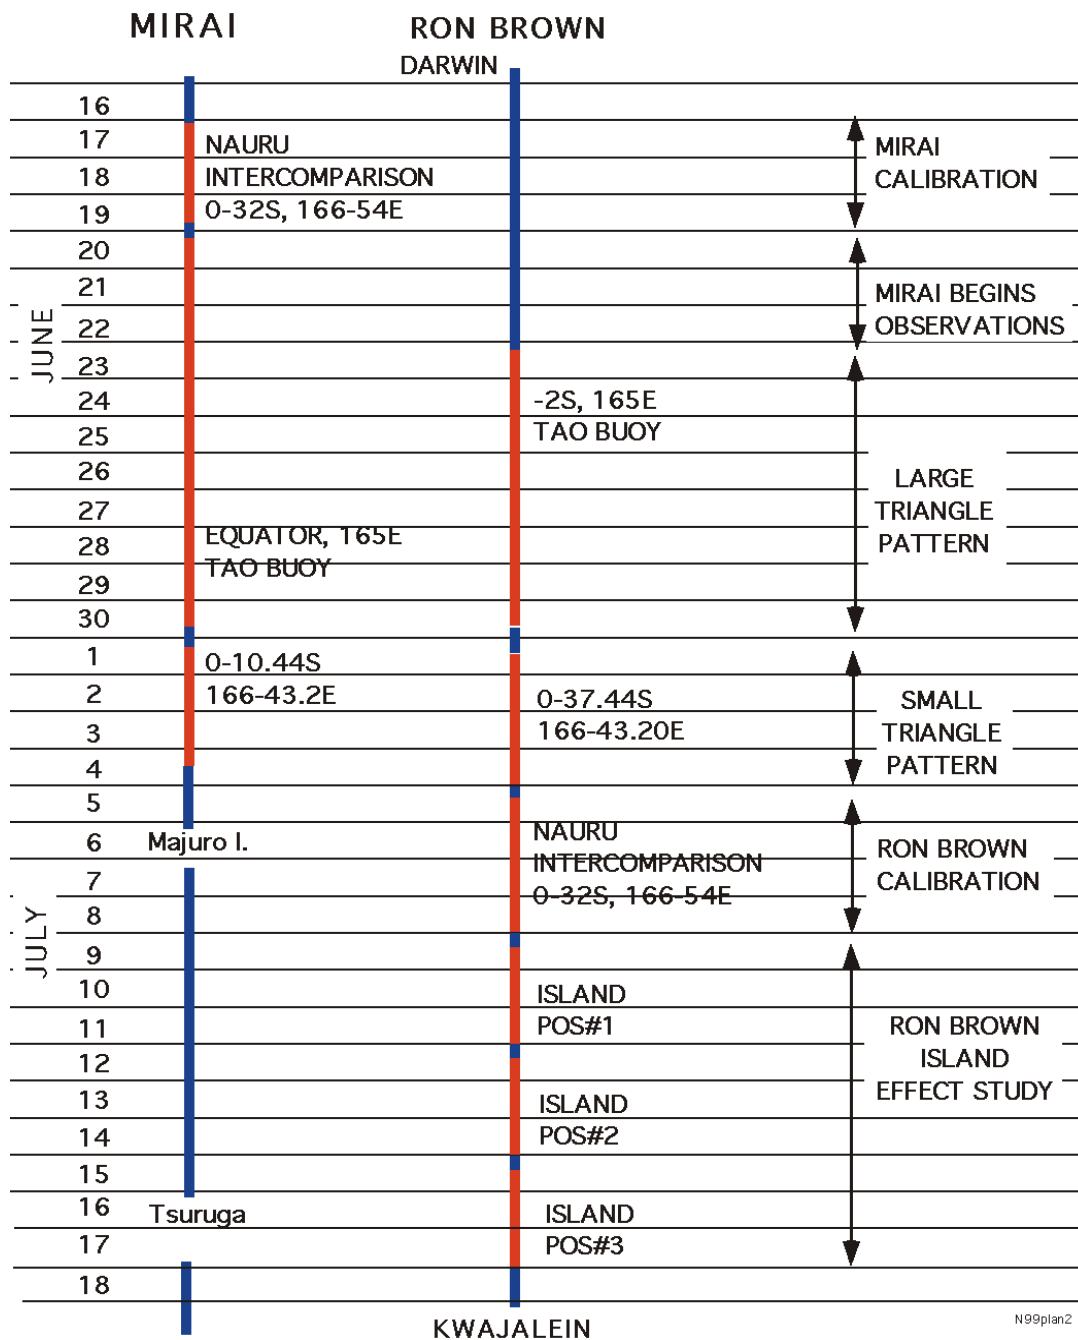 MIRAI
RON BROWN
DARWIN
16
17
NAURU
18
INTERCOMPARISON
19
0-32S, 166-54E
MIRAI
CALIBRATION
20
21
22
MIRAI BEGINS
OBSERVATIONS
JUNE
23
24
-2S, 165E
25
TAO BUOY
26
27
28
EQUATOR, 165E
TAO BUOY
29
30
LARGE
TRIANGLE
PATTERN
1
0-10.44S
2
166-43.2E
0-37.44S
3
166-43.20E
4
SMALL
TRIANGLE
PATTERN
5
6
Majuro I.
NAURU
INTERCOMPARISON
7
0-32S, 166-54E
8
RON BROWN
CALIBRATION
JULY
9
10
ISLAND
11
POS#1
12
13
ISLAND
14
POS#2
RON BROWN
ISLAND
EFFECT STUDY
15
16
Tsuruga
ISLAND
17
POS#3
18
KWAJALEIN
N99plan2